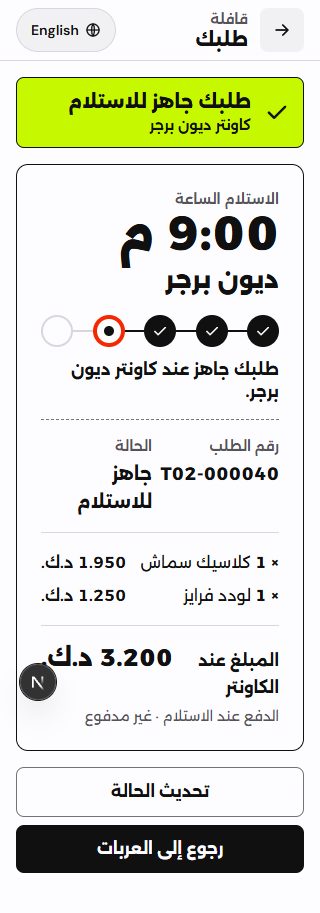 قافلة
طلبك
English
طلبك جاهز للاستلام
كاونتر ديون برجر
الاستلام الساعة
9:00 م
ديون برجر
طلبك جاهز عند كاونتر ديون
برجر.
رقم الطلب
T02-000040
الحالة
جاهز
للاستلام
× 1 كلاسيك سماش 1.950 د.ك.
× 1 لودد فرايز 1.250 د.ك.
المبلغ عند
الكاونتر
3.200 د.ك.
الدفع عند الاستلام · غير مدفوع
N
تحديث الحالة
رجوع إلى العربات